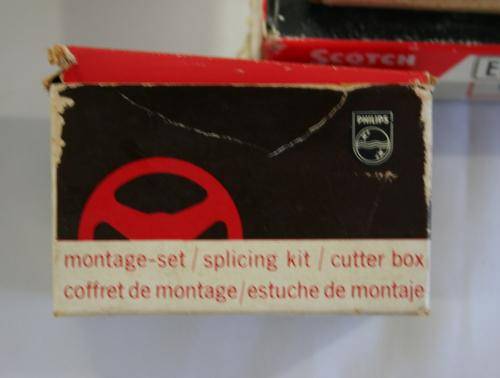 SCOTCH
E
PHILIPS
montage-set / splicing kit / cutter box
coffret de montage/estuche de montaje